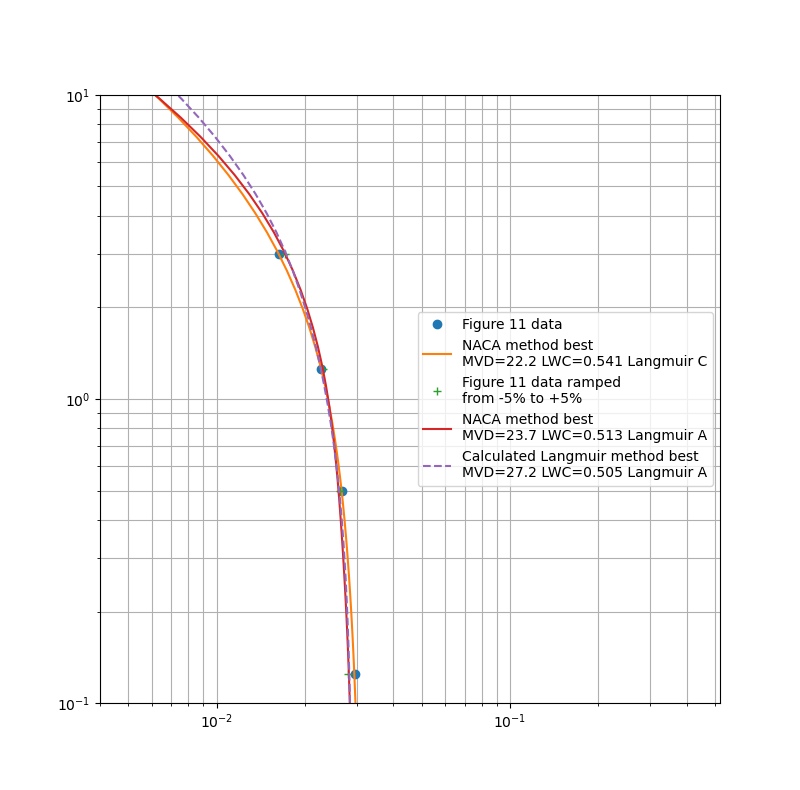 10¹
10⁰
10⁻¹
10⁻²
10⁻¹
Figure 11 data
NACA method best
MVD=22.2 LWC=0.541 Langmuir C
Figure 11 data ramped
from -5% to +5%
NACA method best
MVD=23.7 LWC=0.513 Langmuir A
Calculated Langmuir method best
MVD=27.2 LWC=0.505 Langmuir A